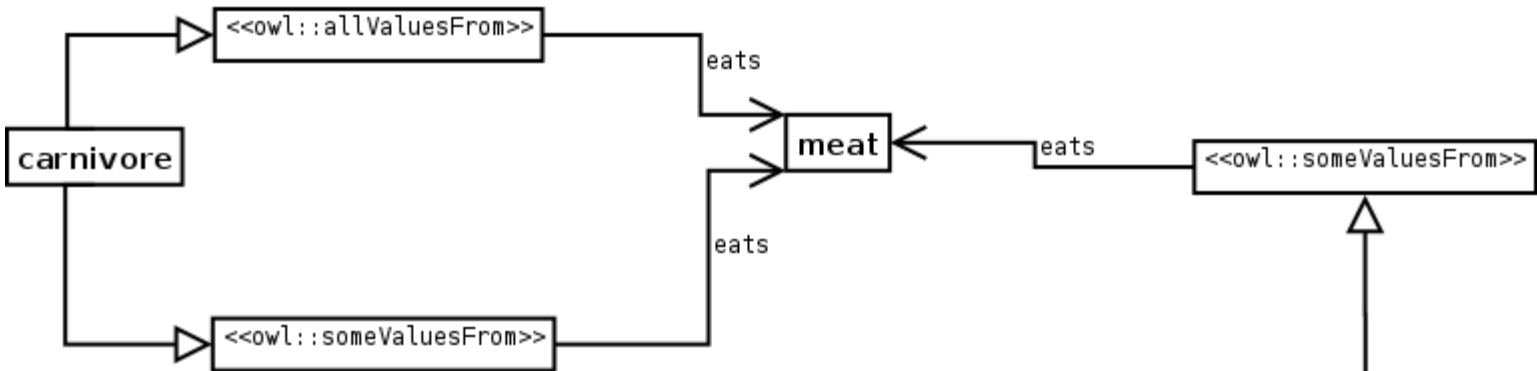 <<owl::allValuesFrom>>
eats
carnivore
meat
eats
<<owl::someValuesFrom>>
eats
<<owl::someValuesFrom>>